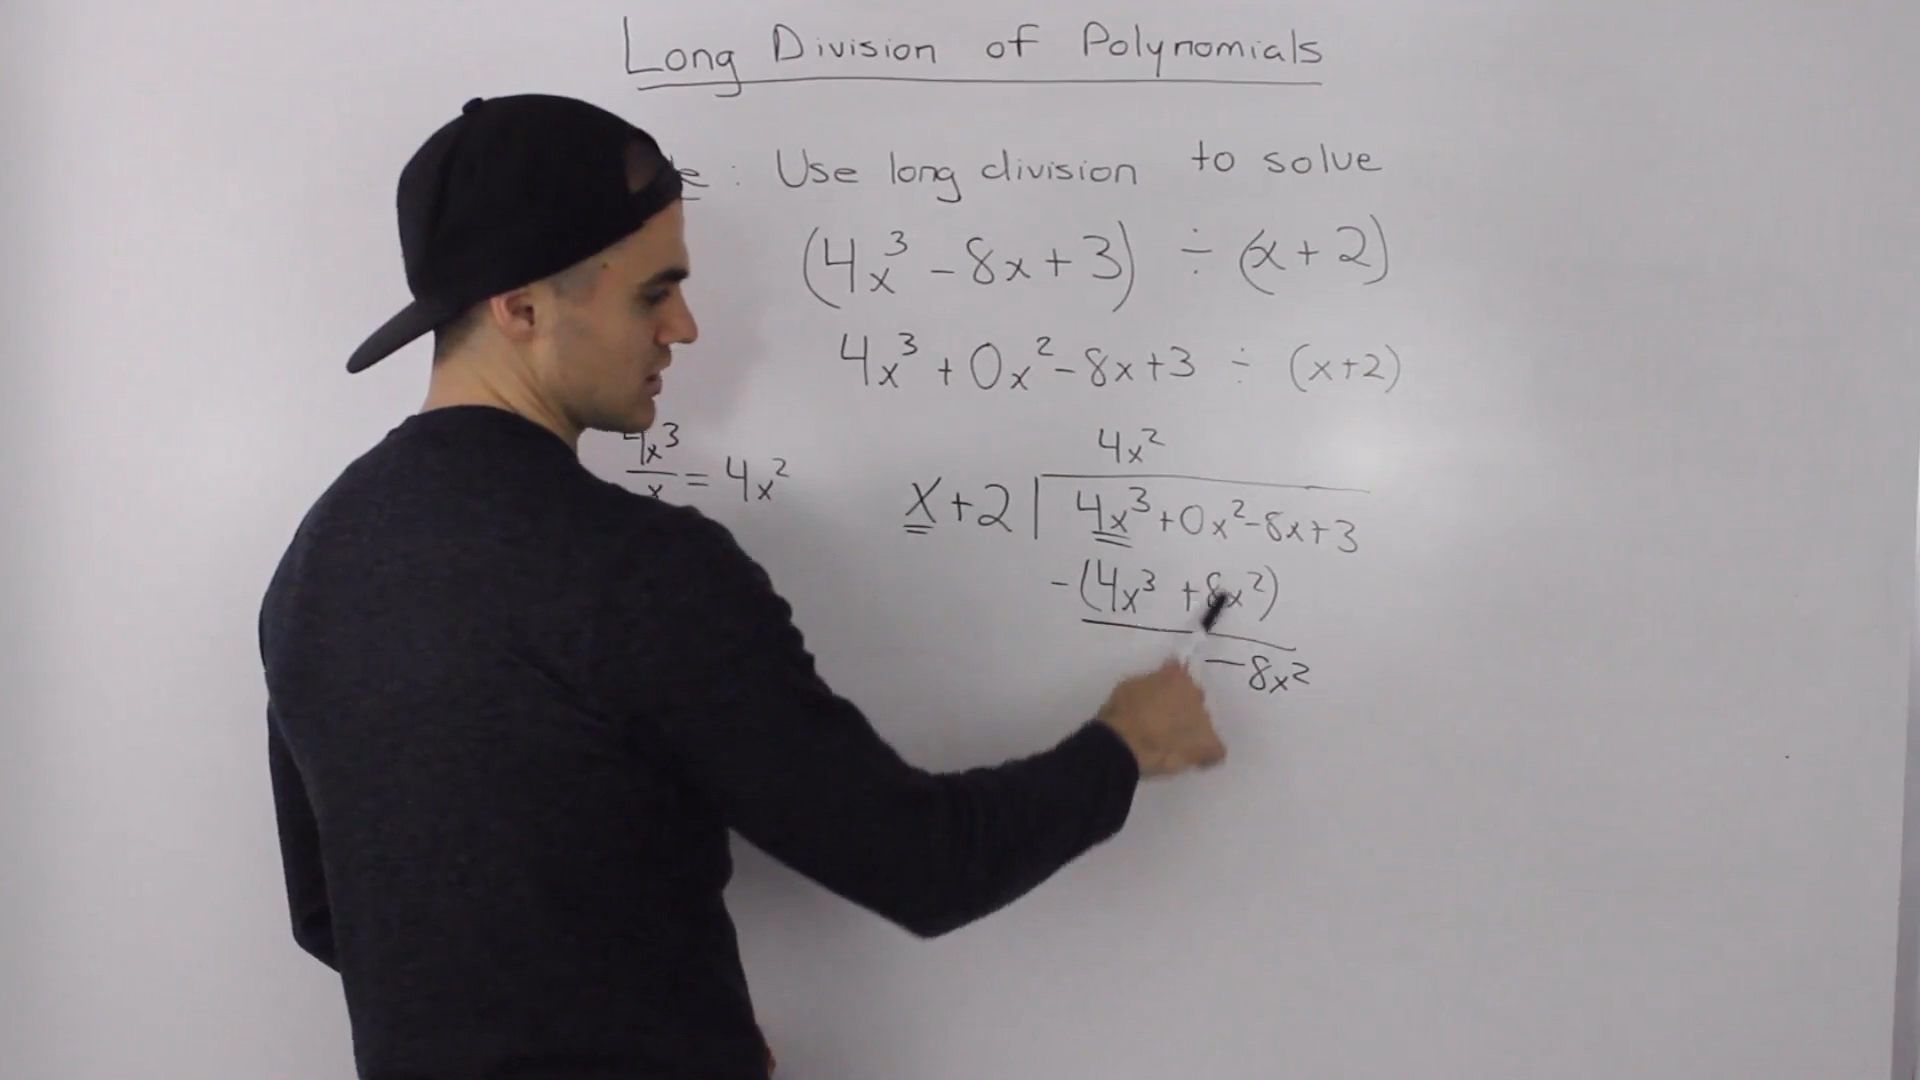 Long Division of Polynomials
: Use long division to solve
(4x³ - 8x + 3) ÷ (x + 2)
4x³ + 0x² - 8x + 3 ÷ (x+2)
4x³
x
= 4x²
4x²
x + 2 | 4x³ + 0x² - 8x + 3
-(4x³ + 8x²)
-8x²